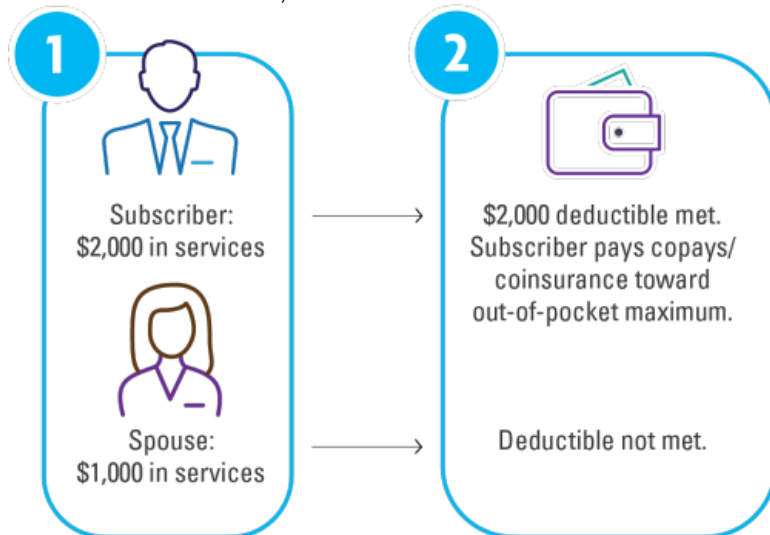 1
Subscriber:
$2,000 in services
Spouse:
$1,000 in services
2
$2,000 deductible met.
Subscriber pays copays/
coinsurance toward
out-of-pocket maximum.
Deductible not met.